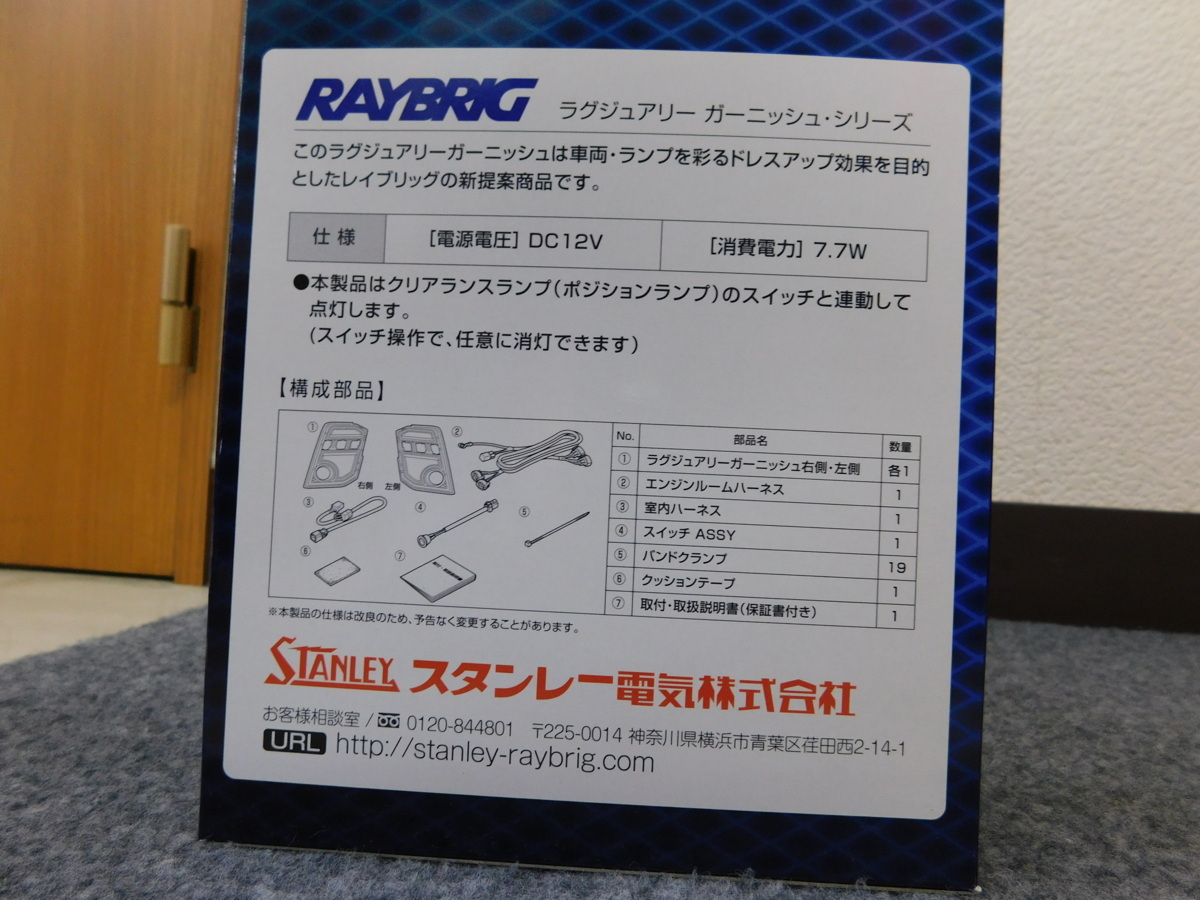 RAYBRIG ラグジュアリー ガーニッシュ・シリーズ
このラグジュアリーガーニッシュは車両・ランプを彩るドレスアップ効果を目的
としたレイブリッグの新提案商品です。
仕様 [電源電圧] DC12V [消費電力] 7.7W
●本製品はクリアランスランプ(ポジションランプ)のスイッチと連動して
点灯します。
(スイッチ操作で、任意に消灯できます)
【構成部品】
① 右側 左側 ②
③ ④ ⑤
⑥ ⑦
No. 部品名 数量
① ラグジュアリーガーニッシュ右側・左側 各1
② エンジンルームハーネス 1
③ 室内ハーネス 1
④ スイッチ ASSY 1
⑤ バンドクランプ 19
⑥ クッションテープ 1
⑦ 取付・取扱説明書(保証書付き) 1
※本製品の仕様は改良のため、予告なく変更することがあります。
STANLEY スタンレー電気株式会社
お客様相談室/ 0120-844801 〒225-0014 神奈川県横浜市青葉区荏田西2-14-1
URL http://stanley-raybrig.com